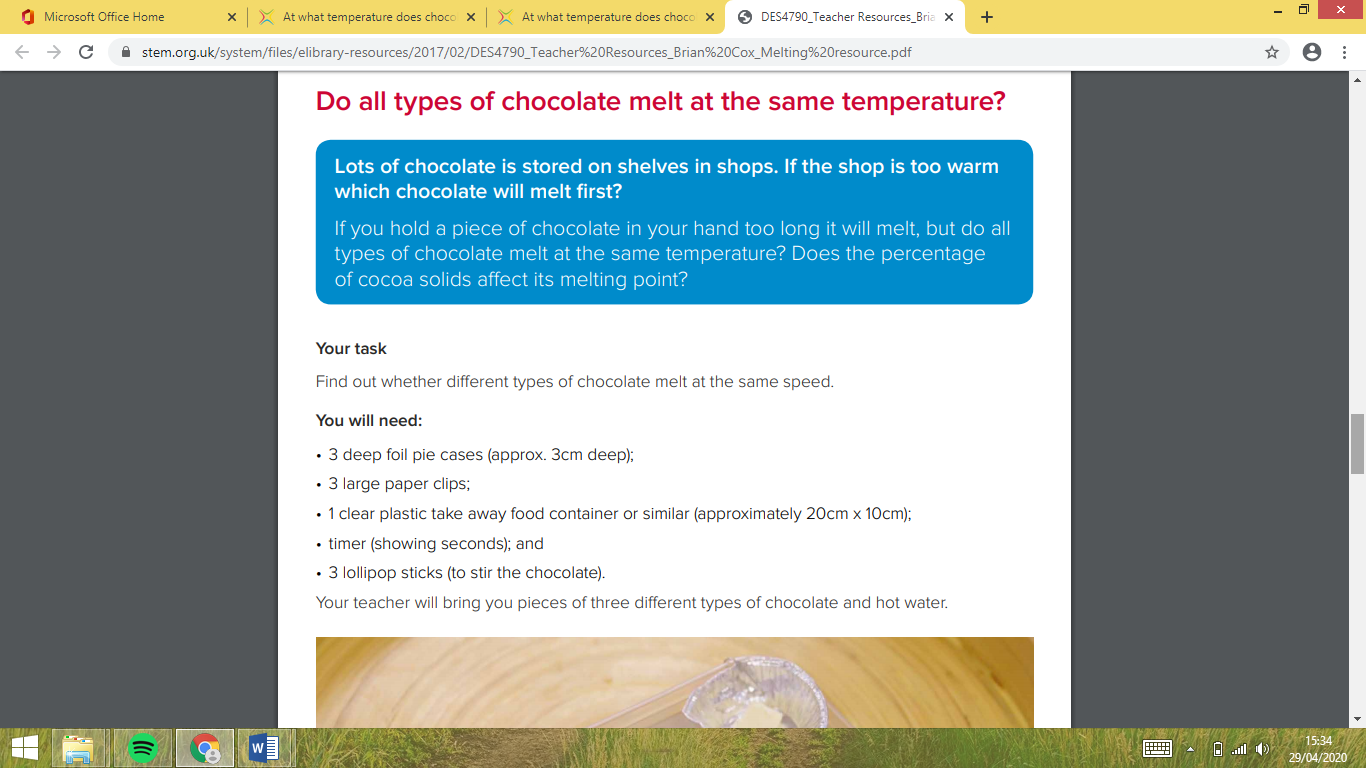 Microsoft Office Home
At what temperature does choco
At what temperature does choco
DES4790_Teacher Resources_Bria
stem.org.uk/system/files/elibrary-resources/2017/02/DES4790_Teacher%20Resources_Brian%20Cox_Melting%20resource.pdf
Do all types of chocolate melt at the same temperature?
Lots of chocolate is stored on shelves in shops. If the shop is too warm
which chocolate will melt first?
If you hold a piece of chocolate in your hand too long it will melt, but do all
types of chocolate melt at the same temperature? Does the percentage
of cocoa solids affect its melting point?
Your task
Find out whether different types of chocolate melt at the same speed.
You will need:
• 3 deep foil pie cases (approx. 3cm deep);
• 3 large paper clips;
• 1 clear plastic take away food container or similar (approximately 20cm x 10cm);
• timer (showing seconds); and
• 3 lollipop sticks (to stir the chocolate).
Your teacher will bring you pieces of three different types of chocolate and hot water.
15:34
29/04/2020